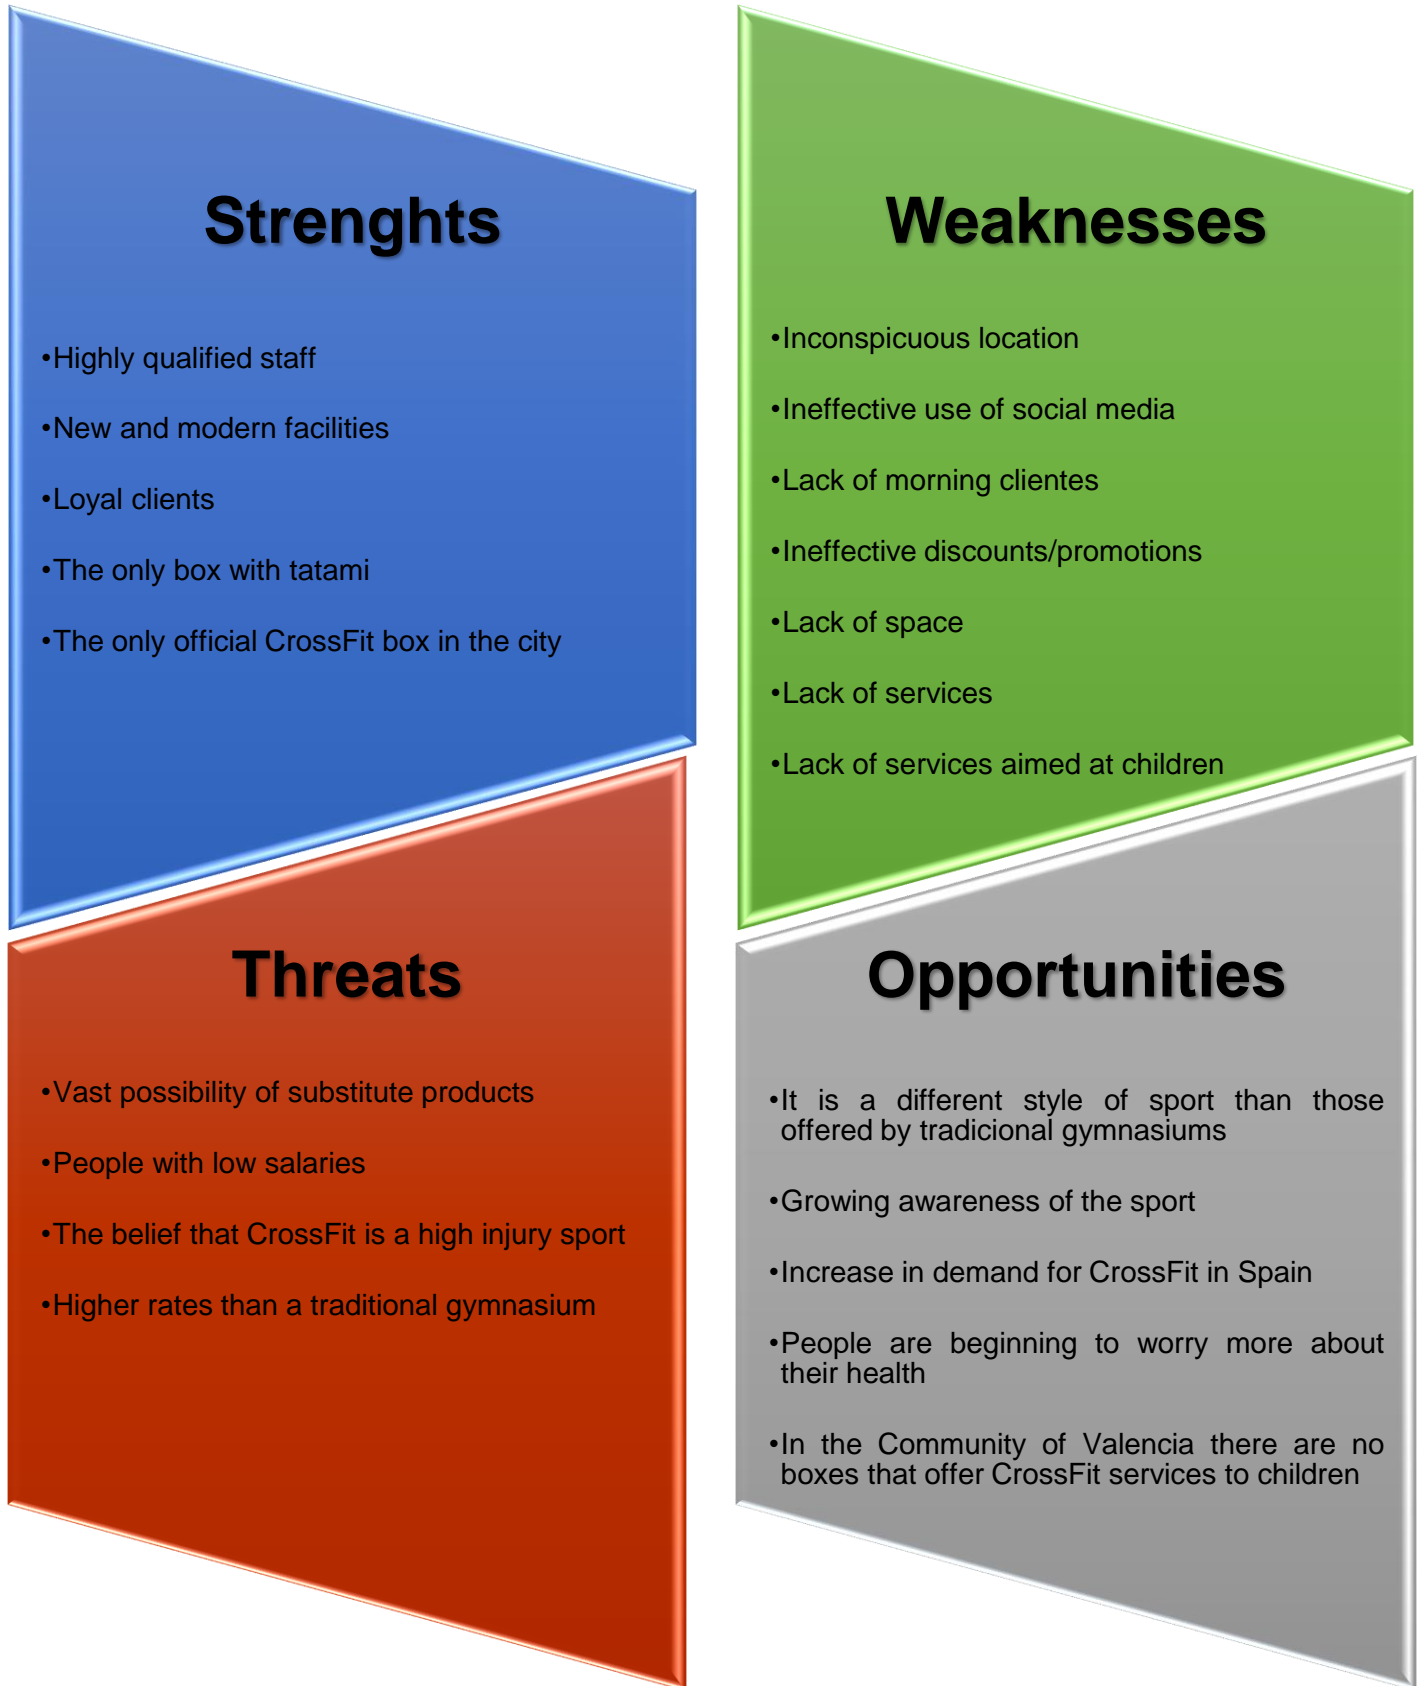 Strenghts
•Highly qualified staff
•New and modern facilities
•Loyal clients
•The only box with tatami
•The only official CrossFit box in the city
Weaknesses
•Inconspicuous location
•Ineffective use of social media
•Lack of morning clientes
•Ineffective discounts/promotions
•Lack of space
•Lack of services
•Lack of services aimed at children
Threats
•Vast possibility of substitute products
•People with low salaries
•The belief that CrossFit is a high injury sport
•Higher rates than a traditional gymnasium
Opportunities
•It is a different style of sport than those
offered by tradicional gymnasiums
•Growing awareness of the sport
•Increase in demand for CrossFit in Spain
•People are beginning to worry more about
their health
•In the Community of Valencia there are no
boxes that offer CrossFit services to children